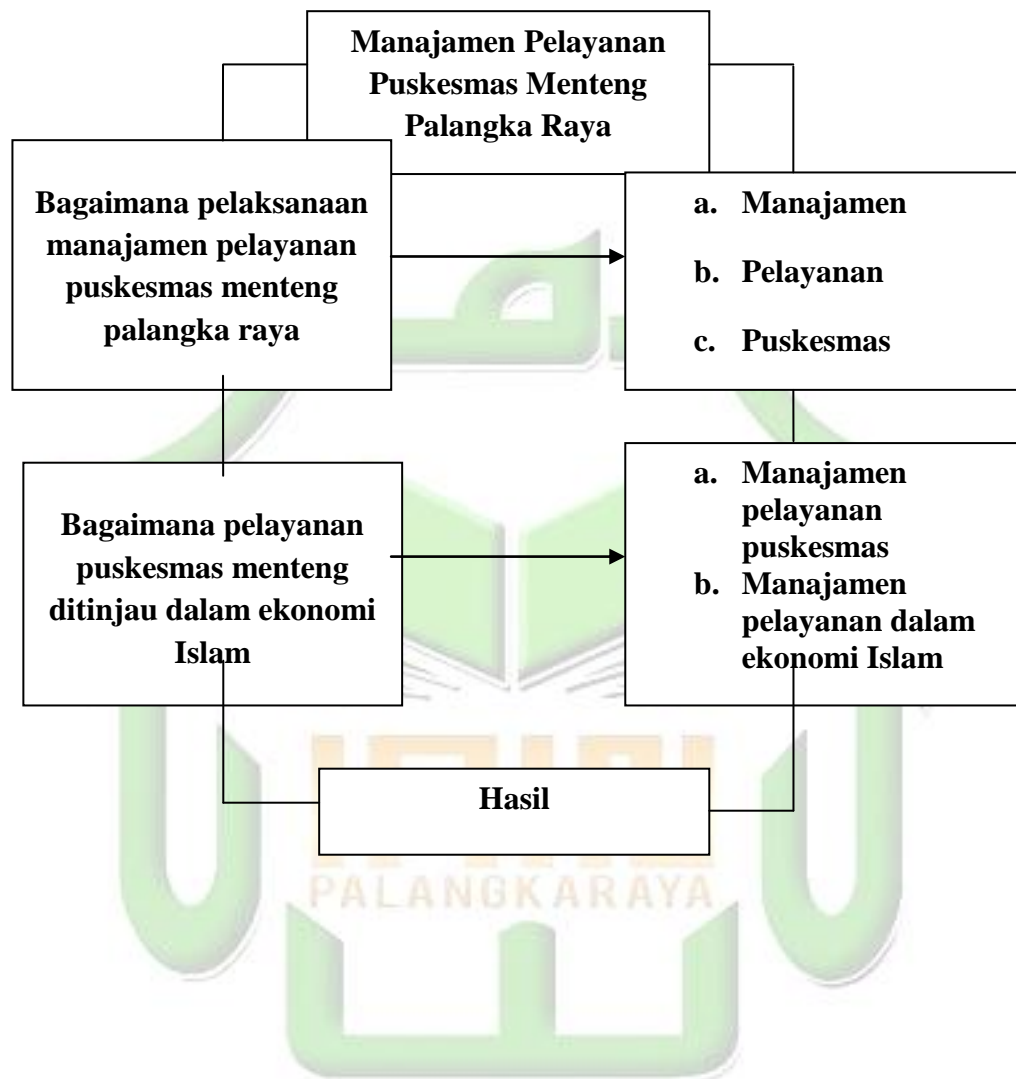 Manajamen Pelayanan
Puskesmas Menteng
Palangka Raya
Bagaimana pelaksanaan
manajamen pelayanan
puskesmas menteng
palangka raya
a. Manajamen
b. Pelayanan
c. Puskesmas
Bagaimana pelayanan
puskesmas menteng
ditinjau dalam ekonomi
Islam
a. Manajamen
pelayanan
puskesmas
b. Manajamen
pelayanan dalam
ekonomi Islam
Hasil
PALANGKARAYA